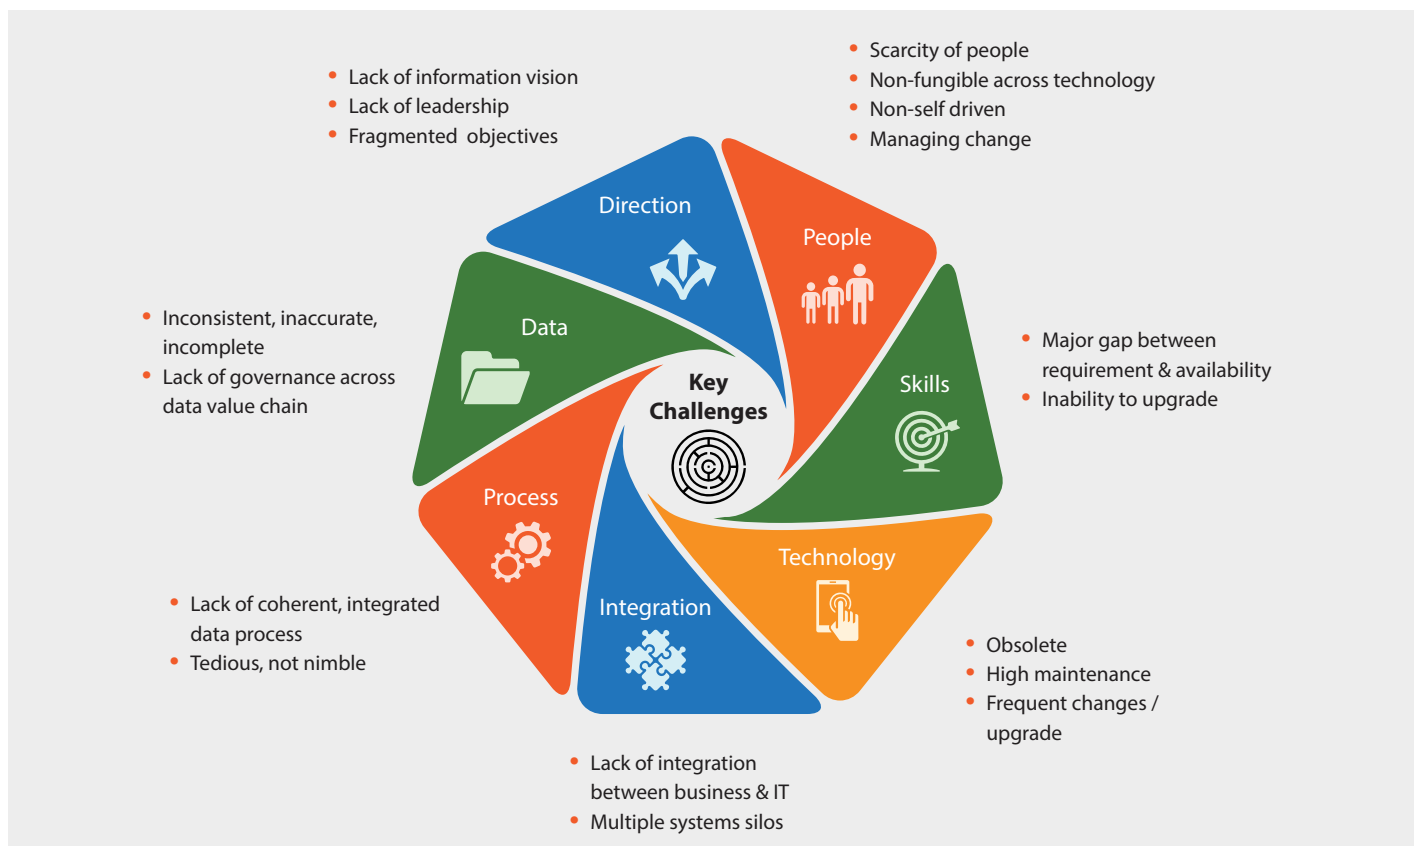 Key
Challenges
Direction
• Lack of information vision
• Lack of leadership
• Fragmented objectives
People
• Scarcity of people
• Non-fungible across technology
• Non-self driven
• Managing change
Skills
• Major gap between
requirement & availability
• Inability to upgrade
Technology
• Obsolete
• High maintenance
• Frequent changes /
upgrade
Integration
• Lack of integration
between business & IT
• Multiple systems silos
Process
• Lack of coherent, integrated
data process
• Tedious, not nimble
Data
• Inconsistent, inaccurate,
incomplete
• Lack of governance across
data value chain